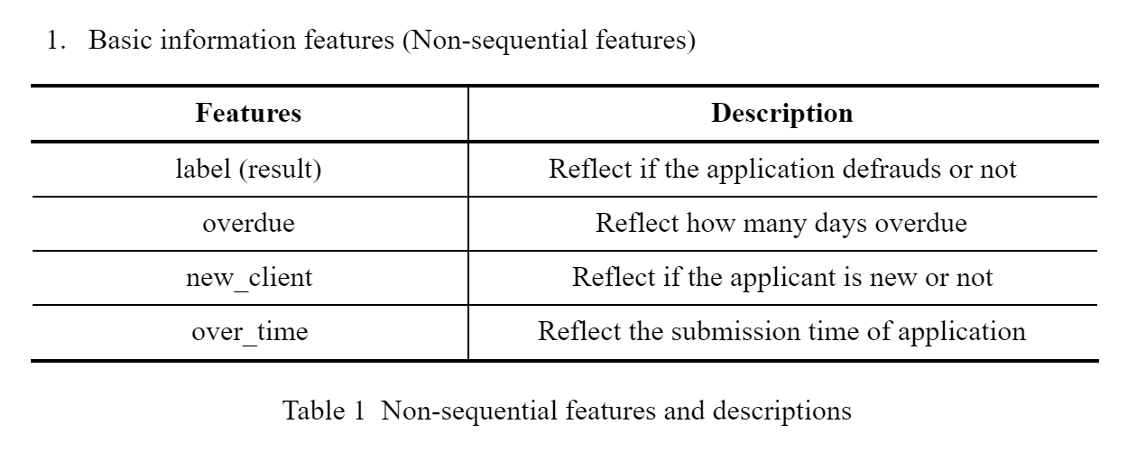 1. Basic information features (Non-sequential features)
Features Description
label (result) Reflect if the application defrauds or not
overdue Reflect how many days overdue
new_client Reflect if the applicant is new or not
over_time Reflect the submission time of application
Table 1 Non-sequential features and descriptions